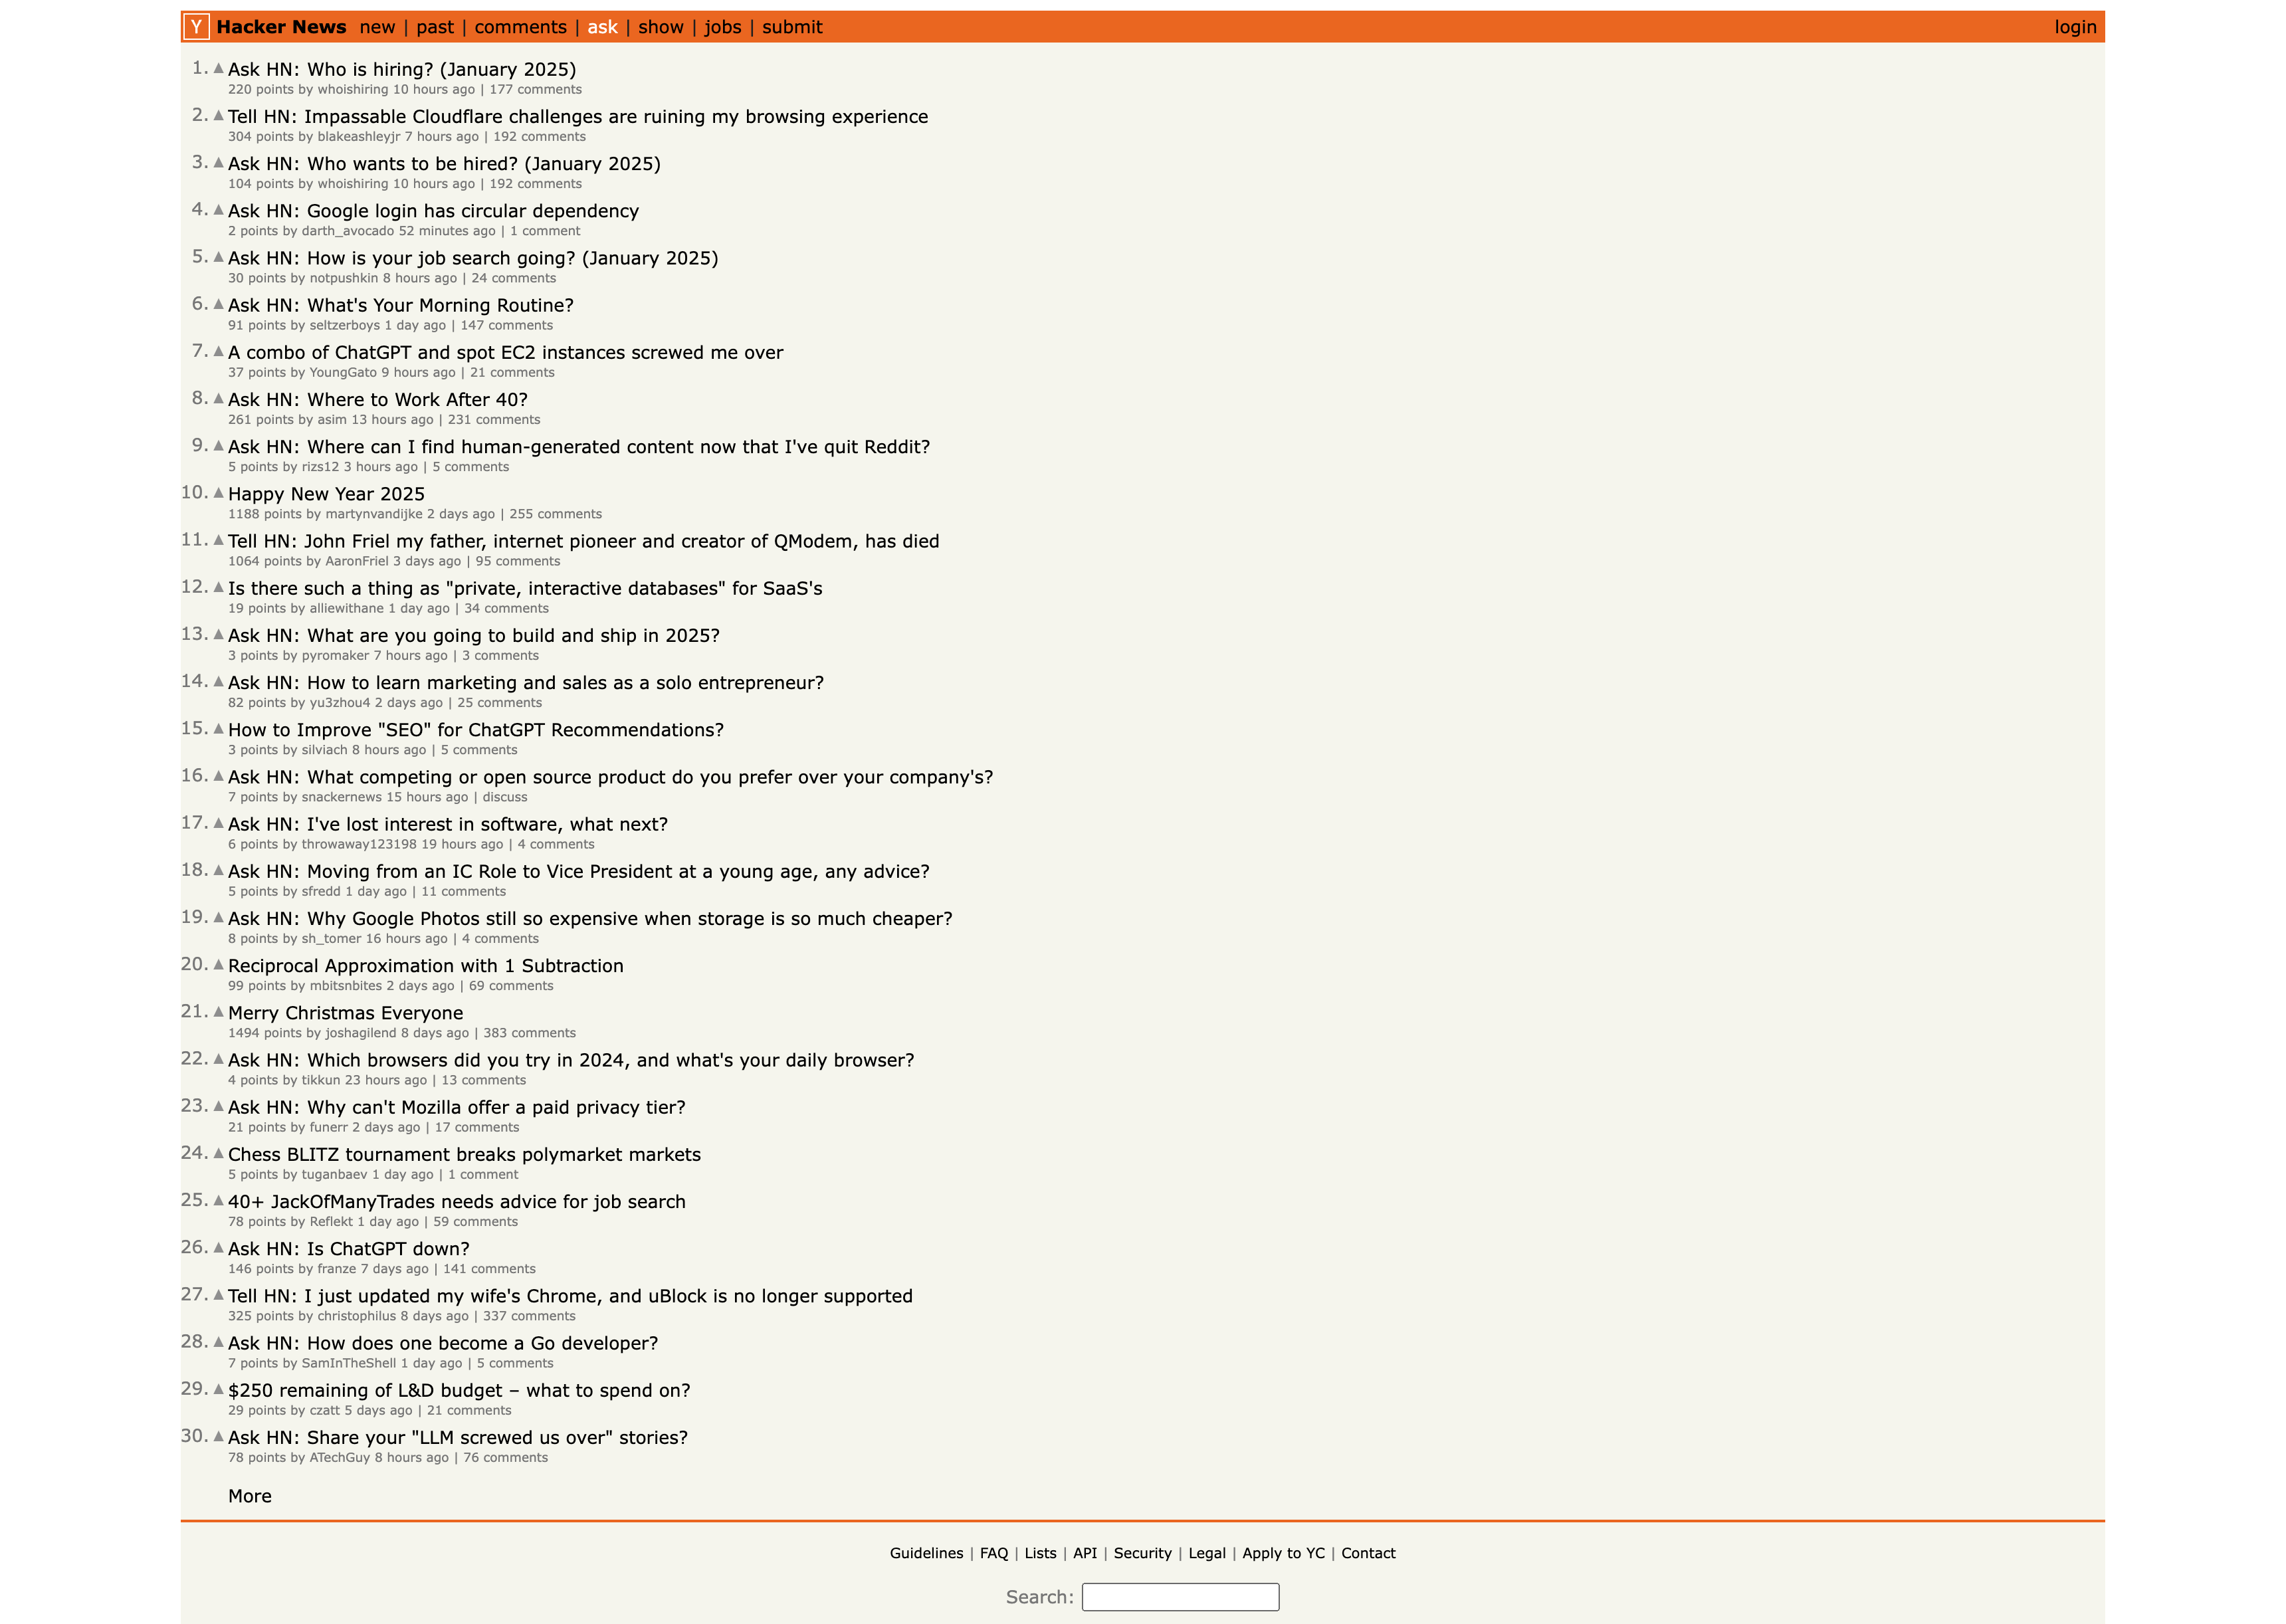 Y Hacker News new | past | comments | ask | show | jobs | submit login
1. ▲ Ask HN: Who is hiring? (January 2025)
220 points by whoishiring 10 hours ago | 177 comments
2. ▲ Tell HN: Impassable Cloudflare challenges are ruining my browsing experience
304 points by blakeashleyjr 7 hours ago | 192 comments
3. ▲ Ask HN: Who wants to be hired? (January 2025)
104 points by whoishiring 10 hours ago | 192 comments
4. ▲ Ask HN: Google login has circular dependency
2 points by darth_avocado 52 minutes ago | 1 comment
5. ▲ Ask HN: How is your job search going? (January 2025)
30 points by notpushkin 8 hours ago | 24 comments
6. ▲ Ask HN: What's Your Morning Routine?
91 points by seltzerboys 1 day ago | 147 comments
7. ▲ A combo of ChatGPT and spot EC2 instances screwed me over
37 points by YoungGato 9 hours ago | 21 comments
8. ▲ Ask HN: Where to Work After 40?
261 points by asim 13 hours ago | 231 comments
9. ▲ Ask HN: Where can I find human-generated content now that I've quit Reddit?
5 points by rizs12 3 hours ago | 5 comments
10. ▲ Happy New Year 2025
1188 points by martynvandijke 2 days ago | 255 comments
11. ▲ Tell HN: John Friel my father, internet pioneer and creator of QModem, has died
1064 points by AaronFriel 3 days ago | 95 comments
12. ▲ Is there such a thing as "private, interactive databases" for SaaS's
19 points by alliewithane 1 day ago | 34 comments
13. ▲ Ask HN: What are you going to build and ship in 2025?
3 points by pyromaker 7 hours ago | 3 comments
14. ▲ Ask HN: How to learn marketing and sales as a solo entrepreneur?
82 points by yu3zhou4 2 days ago | 25 comments
15. ▲ How to Improve "SEO" for ChatGPT Recommendations?
3 points by silviach 8 hours ago | 5 comments
16. ▲ Ask HN: What competing or open source product do you prefer over your company's?
7 points by snackernews 15 hours ago | discuss
17. ▲ Ask HN: I've lost interest in software, what next?
6 points by throwaway123198 19 hours ago | 4 comments
18. ▲ Ask HN: Moving from an IC Role to Vice President at a young age, any advice?
5 points by sfredd 1 day ago | 11 comments
19. ▲ Ask HN: Why Google Photos still so expensive when storage is so much cheaper?
8 points by sh_tomer 16 hours ago | 4 comments
20. ▲ Reciprocal Approximation with 1 Subtraction
99 points by mbitsnbites 2 days ago | 69 comments
21. ▲ Merry Christmas Everyone
1494 points by joshagilend 8 days ago | 383 comments
22. ▲ Ask HN: Which browsers did you try in 2024, and what's your daily browser?
4 points by tikkun 23 hours ago | 13 comments
23. ▲ Ask HN: Why can't Mozilla offer a paid privacy tier?
21 points by funerr 2 days ago | 17 comments
24. ▲ Chess BLITZ tournament breaks polymarket markets
5 points by tuganbaev 1 day ago | 1 comment
25. ▲ 40+ JackOfManyTrades needs advice for job search
78 points by Reflekt 1 day ago | 59 comments
26. ▲ Ask HN: Is ChatGPT down?
146 points by franze 7 days ago | 141 comments
27. ▲ Tell HN: I just updated my wife's Chrome, and uBlock is no longer supported
325 points by christophilus 8 days ago | 337 comments
28. ▲ Ask HN: How does one become a Go developer?
7 points by SamInTheShell 1 day ago | 5 comments
29. ▲ $250 remaining of L&D budget – what to spend on?
29 points by czatt 5 days ago | 21 comments
30. ▲ Ask HN: Share your "LLM screwed us over" stories?
78 points by ATechGuy 8 hours ago | 76 comments
More
Guidelines | FAQ | Lists | API | Security | Legal | Apply to YC | Contact
Search: